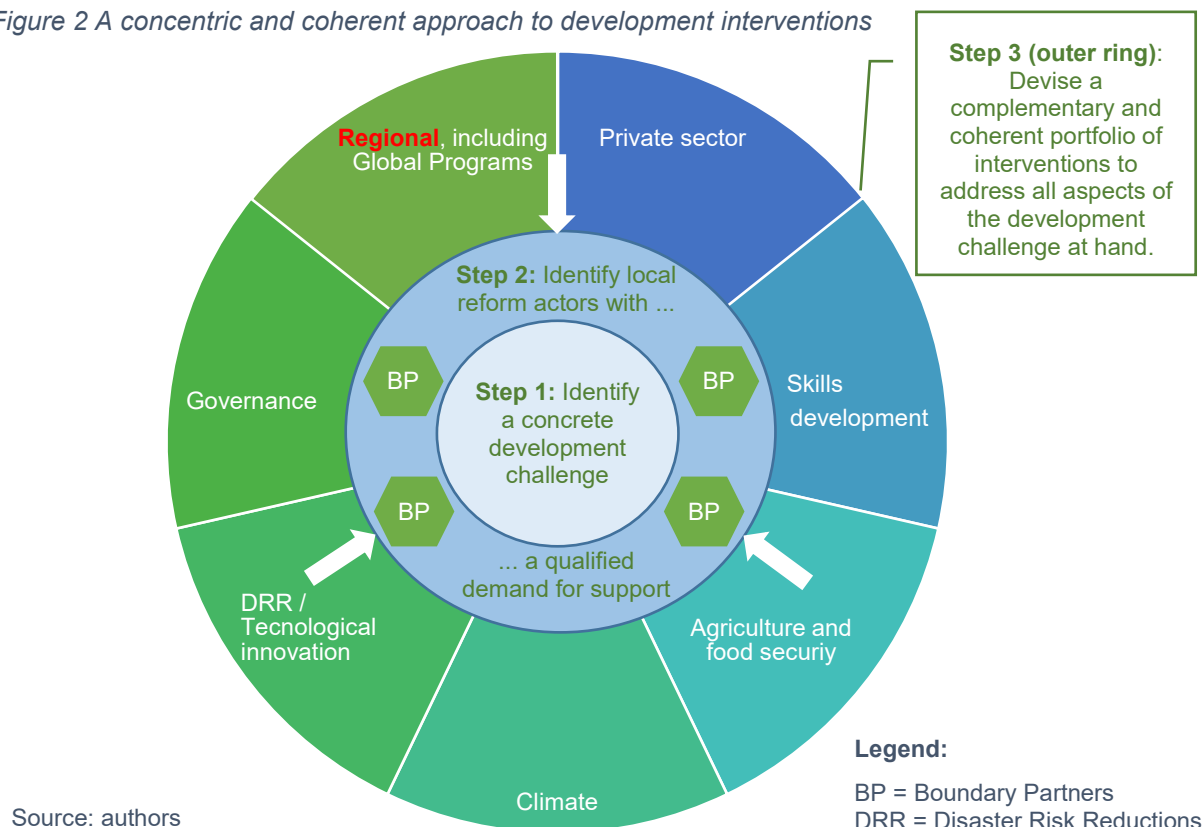 Figure 2 A concentric and coherent approach to development interventions
Step 3 (outer ring):
Devise a
complementary and
coherent portfolio of
interventions to
address all aspects of
the development
challenge at hand.
Regional, including
Global Programs
Private sector
Step 2: Identify local
reform actors with ...
BP
BP
Step 1: Identify
a concrete
development
challenge
Governance
Skills
development
BP
BP
... a qualified
demand for support
DRR /
Tecnological
innovation
Agriculture and
food securiy
Climate
Legend:
BP = Boundary Partners
DRR = Disaster Risk Reductions
Source: authors